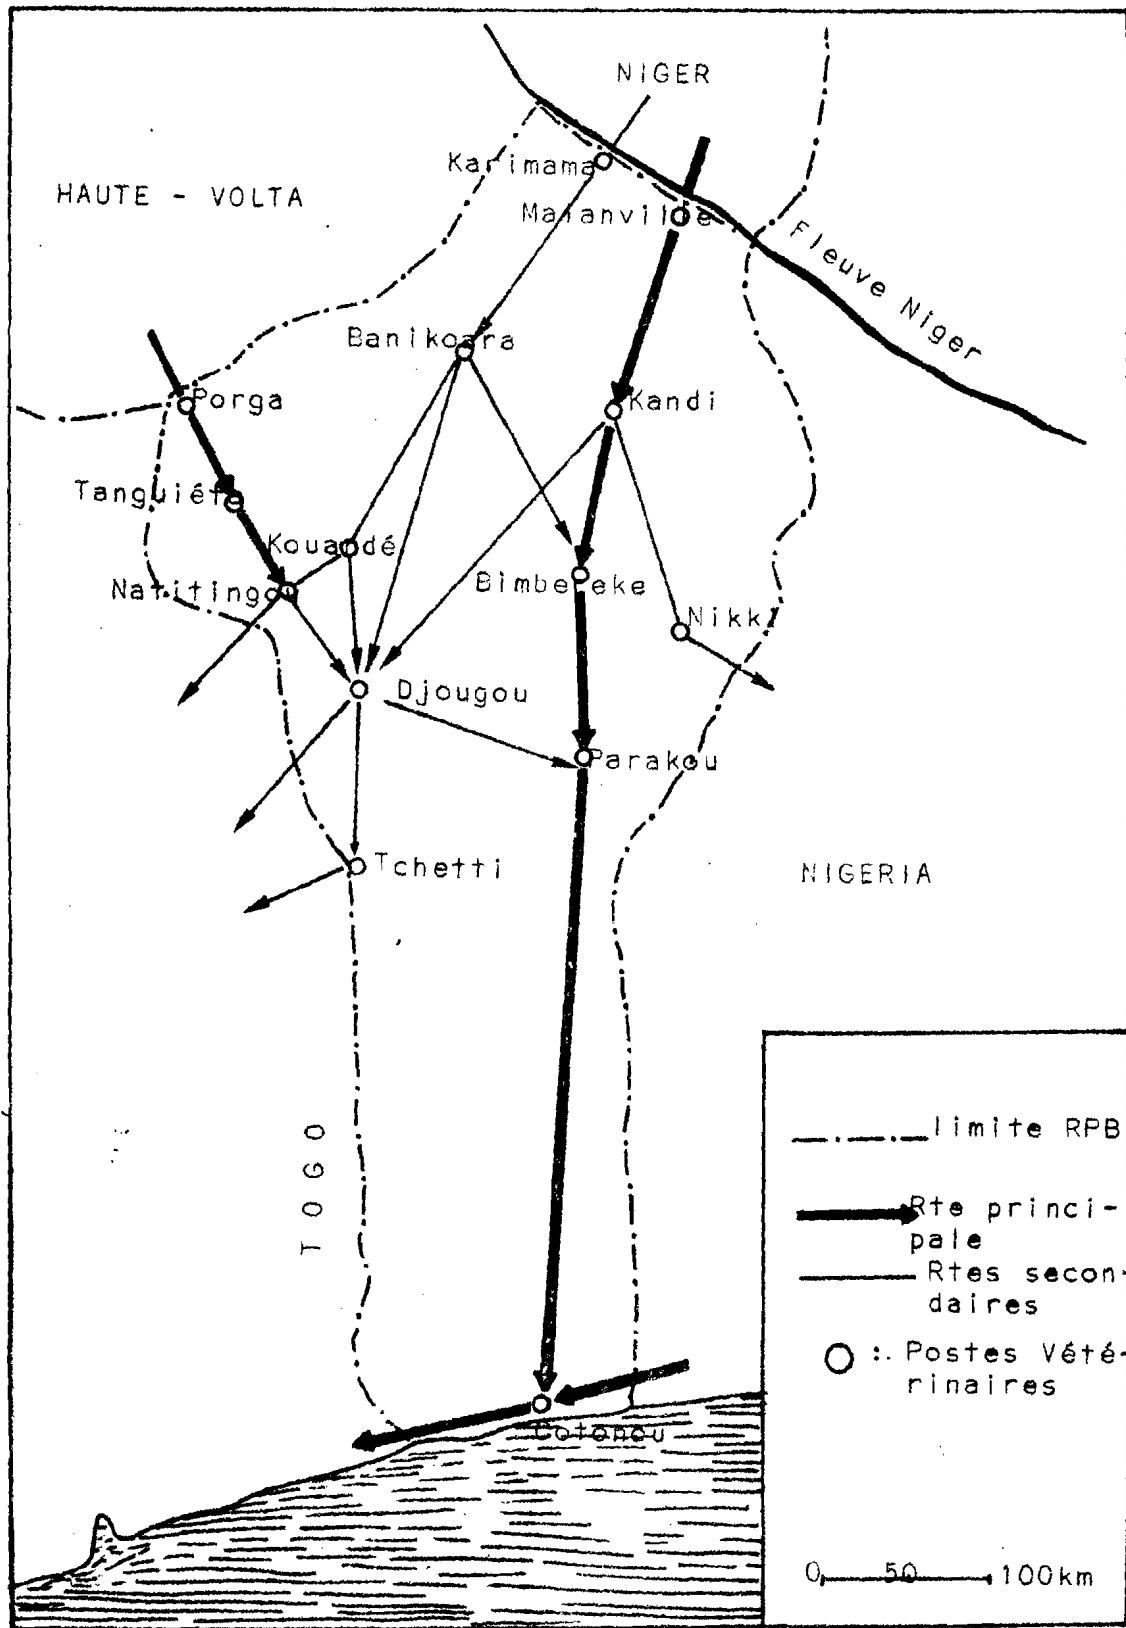 NIGER
Karimama
HAUTE - VOLTA
Malanville
Fleuve Niger
Banikoara
Porga
Kandi
Tanguiéta
Kouandé
Natitingou
Bimbereke
Nikki
Djougou
Parakou
Tchetti
NIGERIA
TOGO
limite RPB
Rte princi-
pale
Rtes secon-
daires
: Postes Vété-
rinaires
Cotonou
0 50 100km